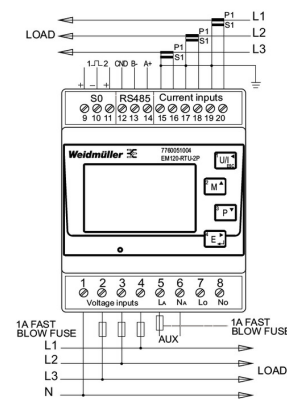 P1
L1
S1
P1
L2
S1
P1
L3
S1
LOAD
1 2 GND B- A+
+ - +
S0 RS485 Current inputs
9 10 11 12 13 14 15 16 17 18 19 20
Weidmüller
7760051004
EM120-RTU-2P
U/I
ESC
M
P
E
1 2 3 4 5 6 7 8
Voltage inputs LA NA Lo No
1A FAST
BLOW FUSE
AUX
1A FAST
BLOW FUSE
L1
L2
L3
N
LOAD